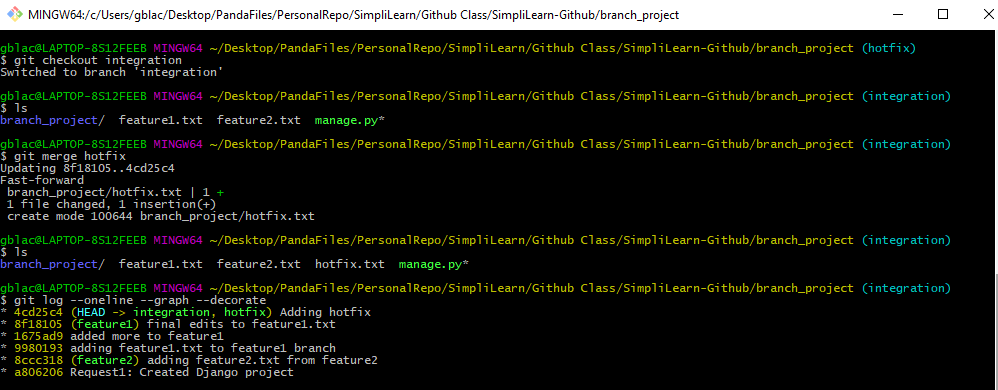 MINGW64:/c/Users/gblac/Desktop/PandaFiles/PersonalRepo/SimpliLearn/Github Class/SimpliLearn-Github/branch_project
gblac@LAPTOP-8S12FEEB MINGW64 ~/Desktop/PandaFiles/PersonalRepo/SimpliLearn/Github Class/SimpliLearn-Github/branch_project (hotfix)
$ git checkout integration
Switched to branch 'integration'
gblac@LAPTOP-8S12FEEB MINGW64 ~/Desktop/PandaFiles/PersonalRepo/SimpliLearn/Github Class/SimpliLearn-Github/branch_project (integration)
$ ls
branch_project/  feature1.txt  feature2.txt  manage.py*
gblac@LAPTOP-8S12FEEB MINGW64 ~/Desktop/PandaFiles/PersonalRepo/SimpliLearn/Github Class/SimpliLearn-Github/branch_project (integration)
$ git merge hotfix
Updating 8f18105..4cd25c4
Fast-forward
 branch_project/hotfix.txt | 1 +
 1 file changed, 1 insertion(+)
 create mode 100644 branch_project/hotfix.txt
gblac@LAPTOP-8S12FEEB MINGW64 ~/Desktop/PandaFiles/PersonalRepo/SimpliLearn/Github Class/SimpliLearn-Github/branch_project (integration)
$ ls
branch_project/  feature1.txt  feature2.txt  hotfix.txt  manage.py*
gblac@LAPTOP-8S12FEEB MINGW64 ~/Desktop/PandaFiles/PersonalRepo/SimpliLearn/Github Class/SimpliLearn-Github/branch_project (integration)
$ git log --oneline --graph --decorate
* 4cd25c4 (HEAD -> integration, hotfix) Adding hotfix
* 8f18105 (feature1) final edits to feature1.txt
* 1675ad9 added more to feature1
* 9980193 adding feature1.txt to feature1 branch
* 8ccc318 (feature2) adding feature2.txt from feature2
* a806206 Request1: Created Django project